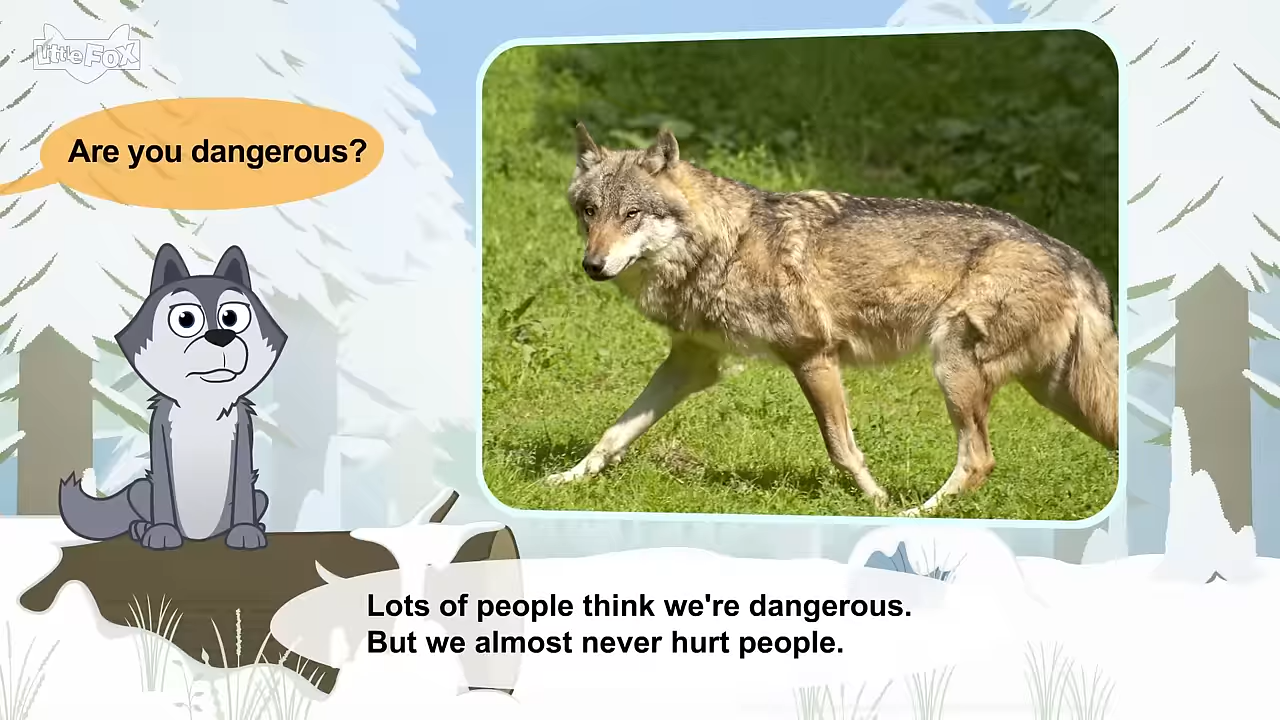 Little Fox
Are you dangerous?
Lots of people think we're dangerous.
But we almost never hurt people.